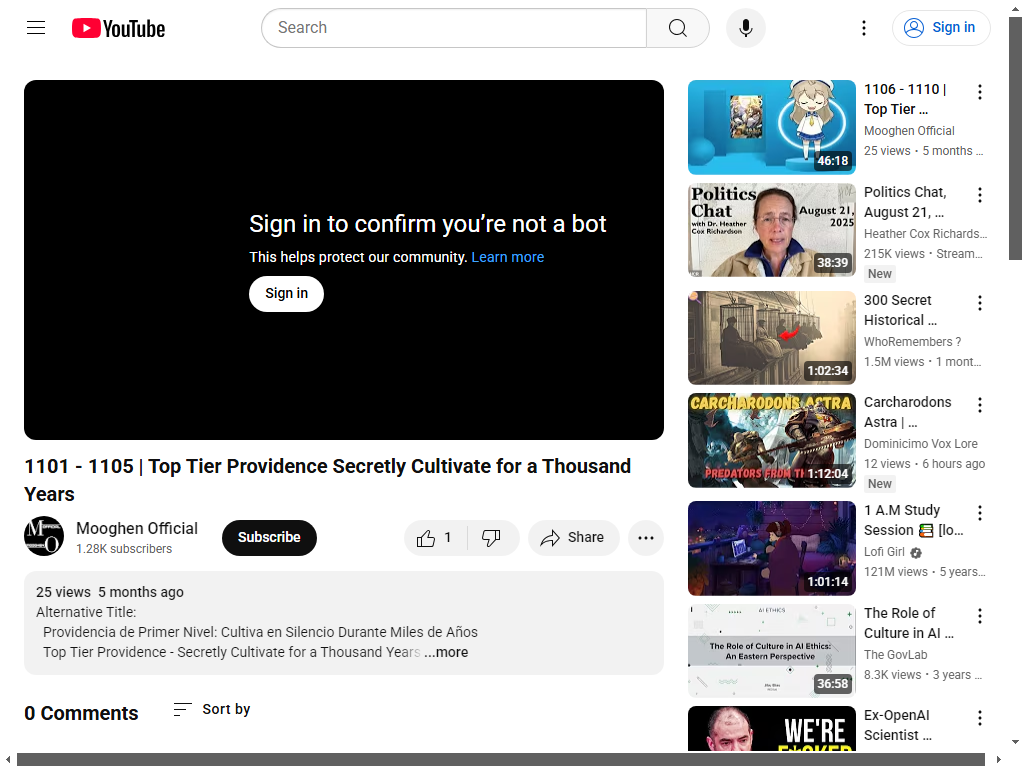 YouTube
Search
Sign in
Sign in to confirm you’re not a bot
This helps protect our community. Learn more
Sign in
1101 - 1105 | Top Tier Providence Secretly Cultivate for a Thousand
Years
Mooghen Official
1.28K subscribers
Subscribe
1
Share
25 views 5 months ago
Alternative Title:
Providencia de Primer Nivel: Cultiva en Silencio Durante Miles de Años
Top Tier Providence - Secretly Cultivate for a Thousand Years ...more
0 Comments
Sort by
46:18
1106 - 1110 |
Top Tier ...
Mooghen Official
25 views • 5 months ...
Politics
Chat
with Dr. Heather
Cox Richardson
August 21,
2025
38:39
Politics Chat,
August 21, ...
Heather Cox Richards...
215K views • Stream...
New
1:02:34
300 Secret
Historical ...
WhoRemembers ?
1.5M views • 1 mont...
CARCHARODONS ASTRA
PREDATORS FROM TH
1:12:04
Carcharodons
Astra | ...
Dominicimo Vox Lore
12 views • 6 hours ago
New
1:01:14
1 A.M Study
Session 📚 [lo...
Lofi Girl
121M views • 5 years...
AI ETHICS
The Role of Culture in AI Ethics:
An Eastern Perspective
36:58
The Role of
Culture in AI ...
The GovLab
8.3K views • 3 years ...
WE'RE
Ex-OpenAI
Scientist ...